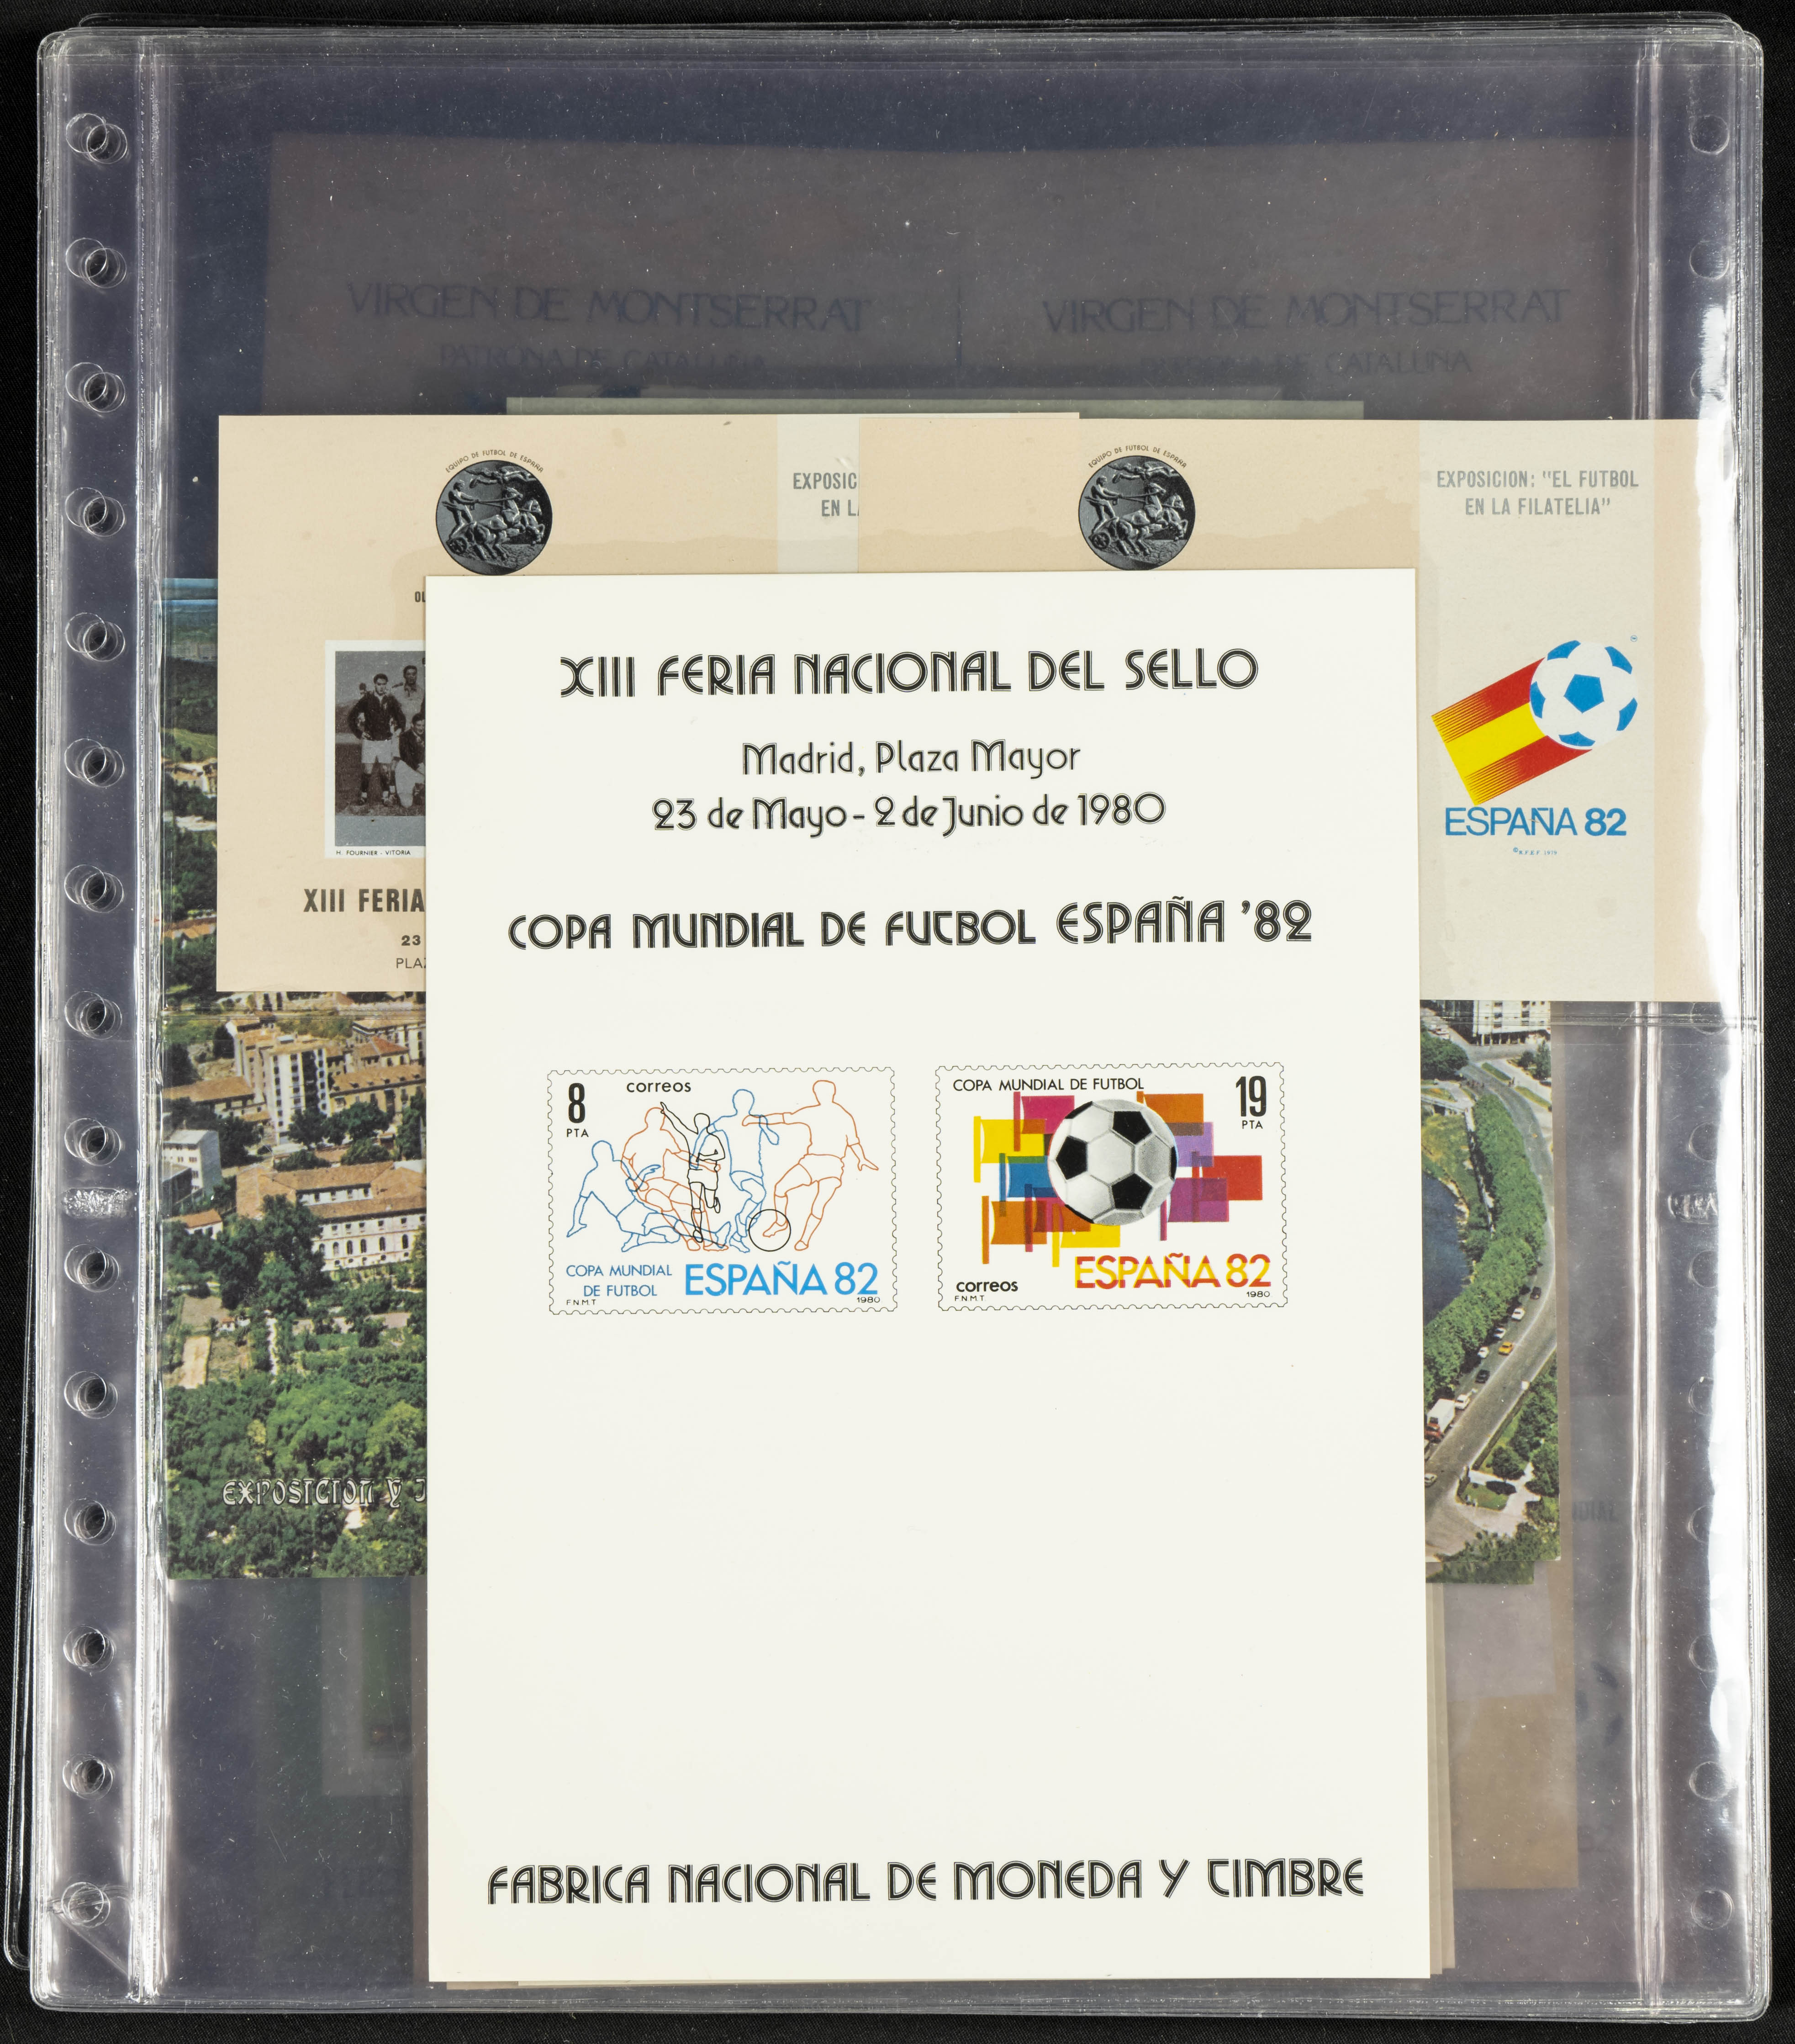 VIRGEN DE MONTSERRAT
PATRONA DE CATALUÑA
VIRGEN DE MONTSERRAT
PATRONA DE CATALUÑA
EQUIPO DE FUTBOL DE ESPAÑA
EXPOSIC
EN LA
H. FOURNIER - VITORIA
XIII FERIA
23
EQUIPO DE FUTBOL DE ESPAÑA
EXPOSICION: "EL FUTBOL
EN LA FILATELIA"
ESPAÑA 82
© R.F.E.F. 1979
XIII FERIA NACIONAL DEL SELLO
Madrid, Plaza Mayor
23 de Mayo - 2 de Junio de 1980
COPA MUNDIAL DE FUTBOL ESPAÑA '82
8
PTA
correos
COPA MUNDIAL
DE FUTBOL
ESPAÑA 82
F.N.M.T
1980
COPA MUNDIAL DE FUTBOL
19
PTA
ESPAÑA 82
correos
F.N.M.T
1980
EXPOSICION Y
FABRICA NACIONAL DE MONEDA Y TIMBRE